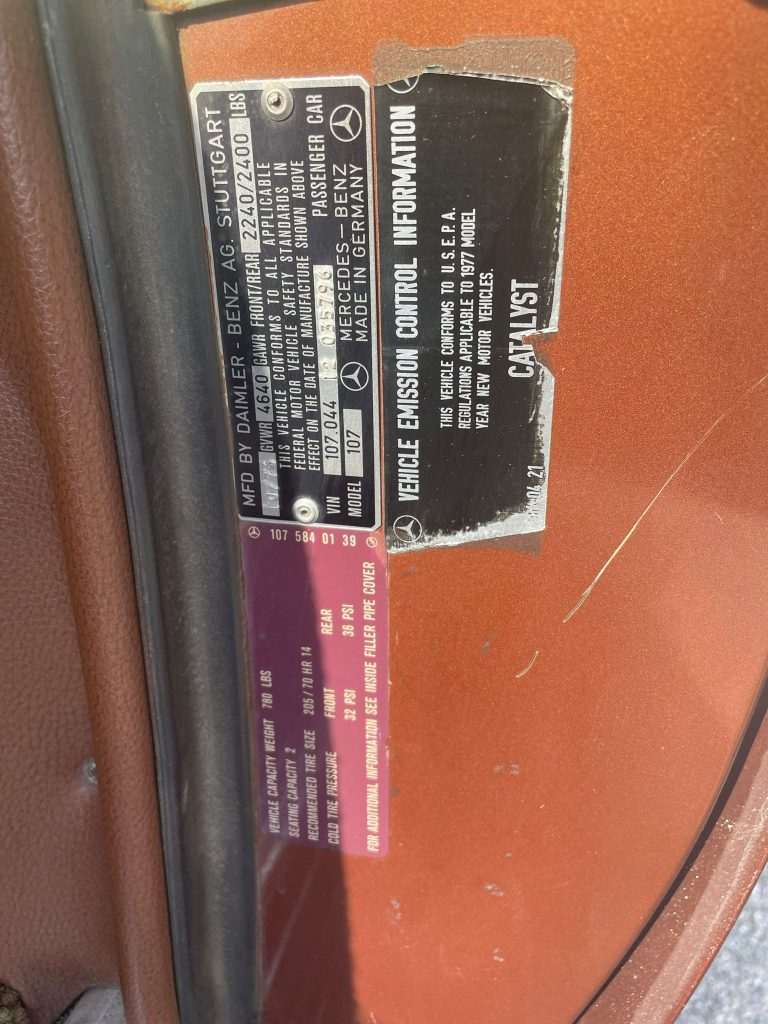 MFD BY DAIMLER - BENZ AG. STUTTGART
GVWR 4640 GAWR FRONT/REAR 2240/2400 LBS
THIS VEHICLE CONFORMS TO ALL APPLICABLE
FEDERAL MOTOR VEHICLE SAFETY STANDARDS IN
EFFECT ON THE DATE OF MANUFACTURE SHOWN ABOVE
PASSENGER CAR
VIN 107.044 12 035796
MODEL 107
MERCEDES-BENZ
MADE IN GERMANY
VEHICLE EMISSION CONTROL INFORMATION
THIS VEHICLE CONFORMS TO U.S.E.P.A.
REGULATIONS APPLICABLE TO 1977 MODEL
YEAR NEW MOTOR VEHICLES.
CATALYST
04 21
107 584 01 39
VEHICLE CAPACITY WEIGHT 780 LBS
SEATING CAPACITY 2
RECOMMENDED TIRE SIZE 205/70 HR 14
FRONT REAR
COLD TIRE PRESSURE 32 PSI 36 PSI
FOR ADDITIONAL INFORMATION SEE INSIDE FILLER PIPE COVER